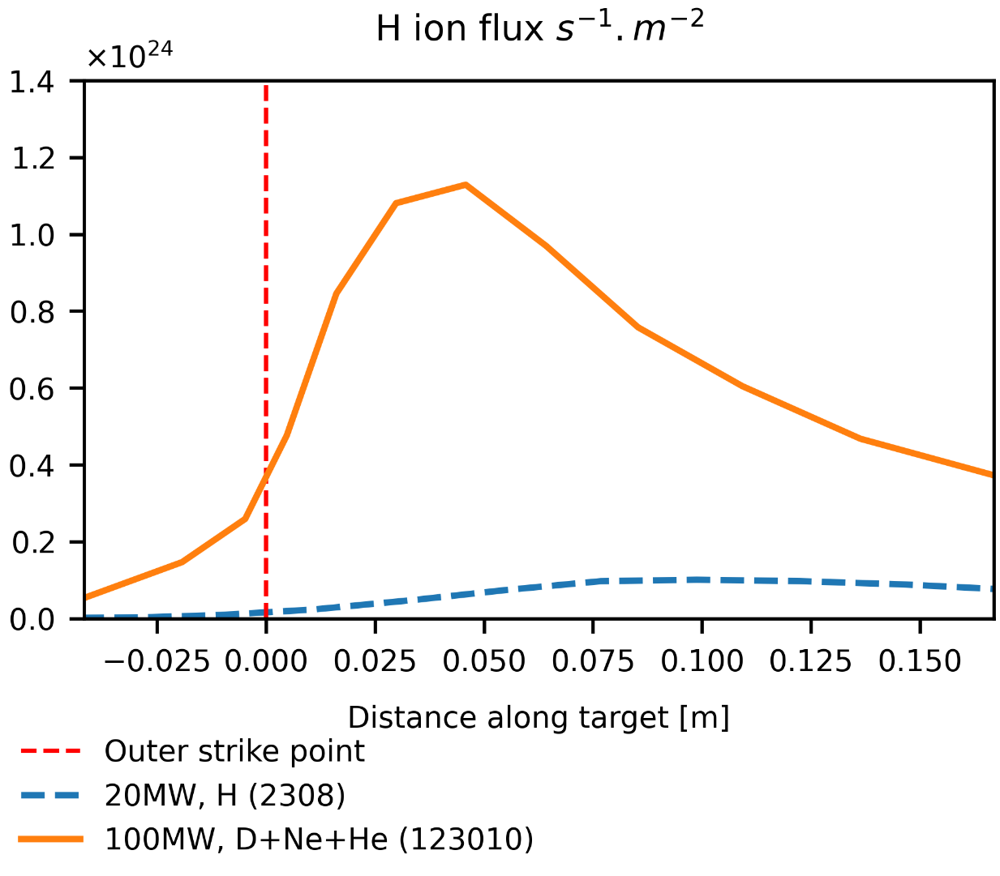 H ion flux $s^{-1}.m^{-2}$
×10²⁴
1.4
1.2
1.0
0.8
0.6
0.4
0.2
0.0
−0.025 0.000 0.025 0.050 0.075 0.100 0.125 0.150
Distance along target [m]
Outer strike point
20MW, H (2308)
100MW, D+Ne+He (123010)